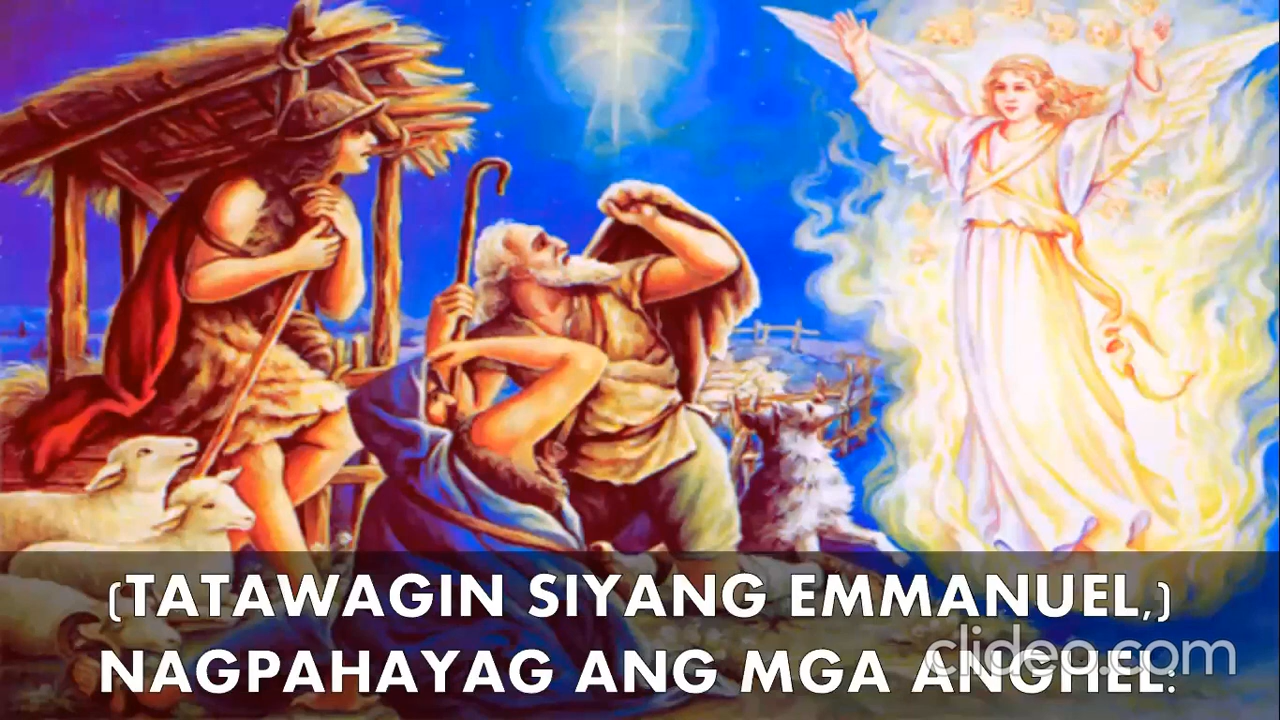 (TATAWAGIN SIYANG EMMANUEL,)
NAGPAHAYAG ANG MGA ANGHEL:
clideo.com